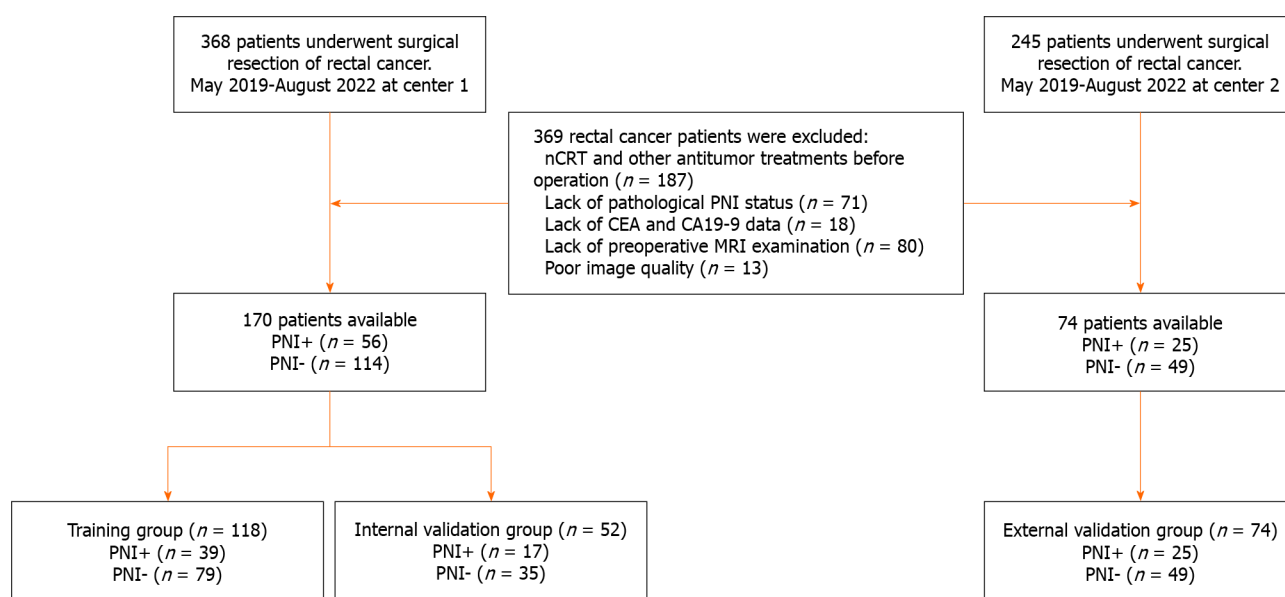 368 patients underwent surgical
resection of rectal cancer.
May 2019-August 2022 at center 1
245 patients underwent surgical
resection of rectal cancer.
May 2019-August 2022 at center 2
369 rectal cancer patients were excluded:
nCRT and other antitumor treatments before
operation (n = 187)
Lack of pathological PNI status (n = 71)
Lack of CEA and CA19-9 data (n = 18)
Lack of preoperative MRI examination (n = 80)
Poor image quality (n = 13)
170 patients available
PNI+ (n = 56)
PNI- (n = 114)
74 patients available
PNI+ (n = 25)
PNI- (n = 49)
Training group (n = 118)
PNI+ (n = 39)
PNI- (n = 79)
Internal validation group (n = 52)
PNI+ (n = 17)
PNI- (n = 35)
External validation group (n = 74)
PNI+ (n = 25)
PNI- (n = 49)